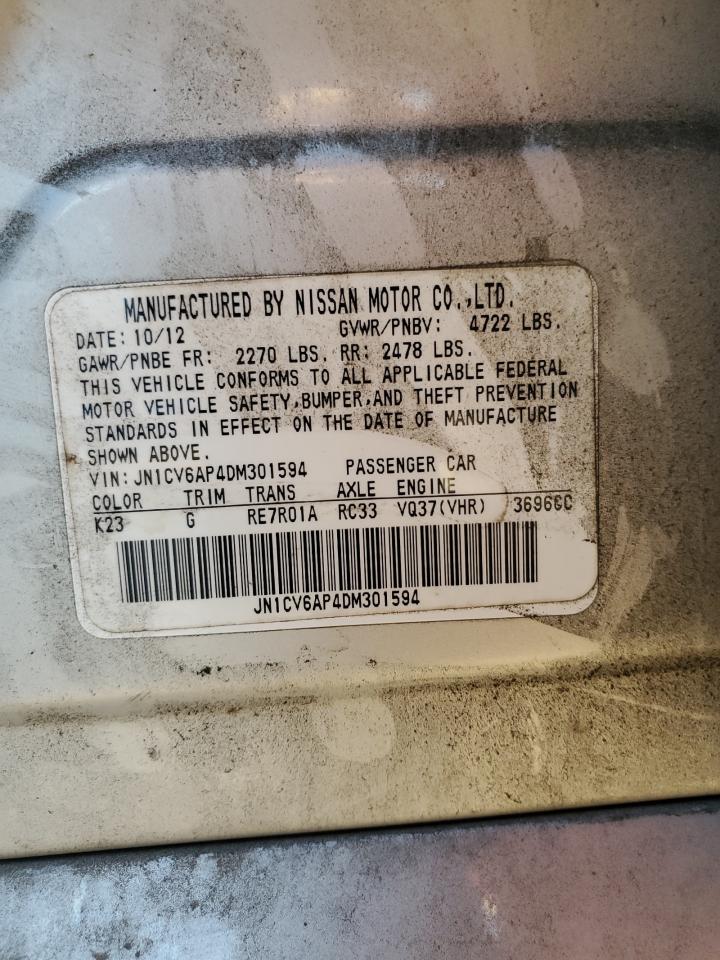 MANUFACTURED BY NISSAN MOTOR CO.,LTD.
DATE: 10/12 GVWR/PNBV: 4722 LBS.
GAWR/PNBE FR: 2270 LBS. RR: 2478 LBS.
THIS VEHICLE CONFORMS TO ALL APPLICABLE FEDERAL
MOTOR VEHICLE SAFETY,BUMPER,AND THEFT PREVENTION
STANDARDS IN EFFECT ON THE DATE OF MANUFACTURE
SHOWN ABOVE.
VIN: JN1CV6AP4DM301594 PASSENGER CAR
COLOR TRIM TRANS AXLE ENGINE
K23 G RE7R01A RC33 VQ37(VHR) 3696CC
JN1CV6AP4DM301594